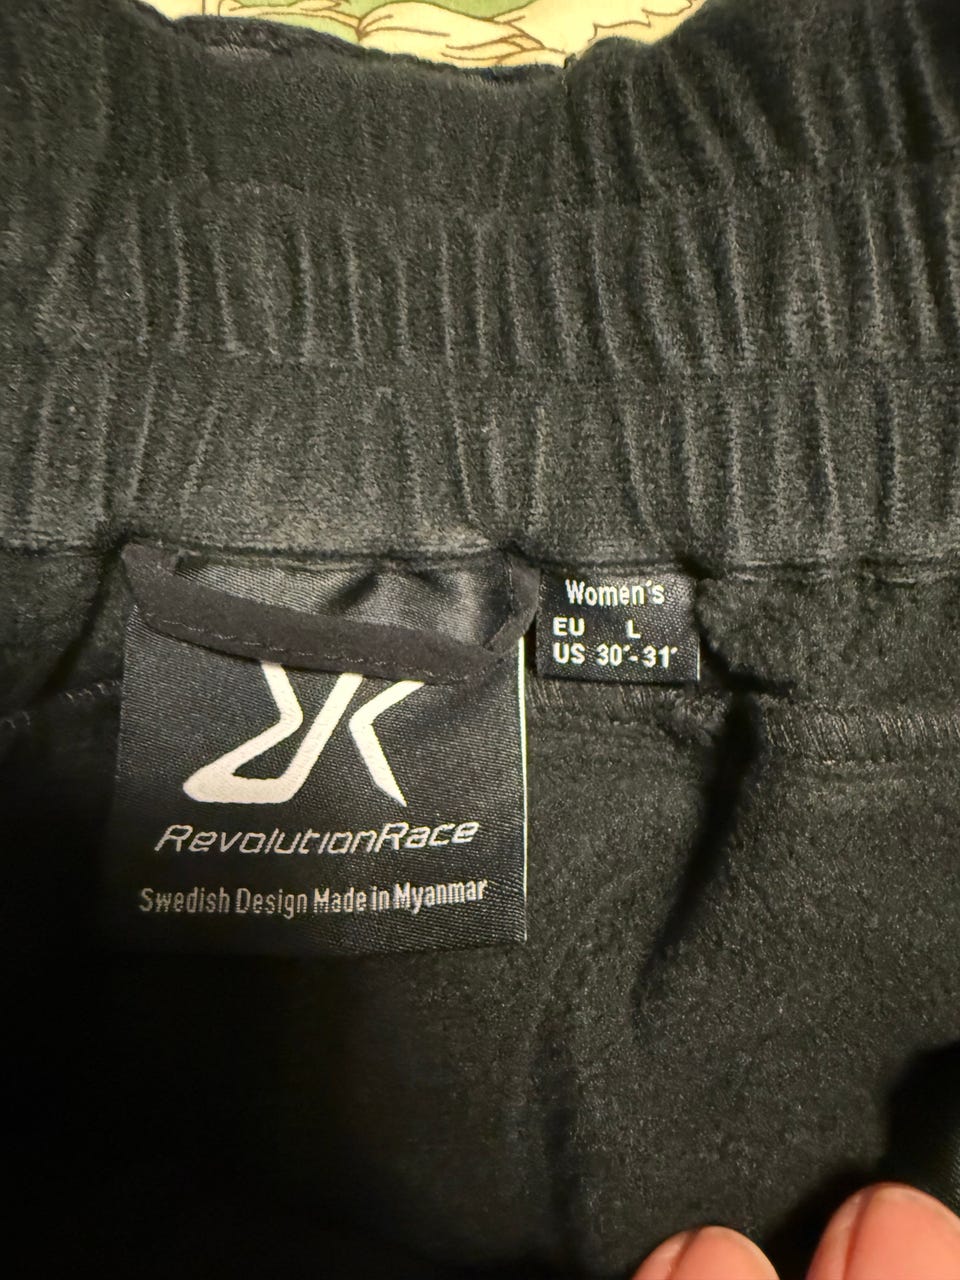 Women's
EU L
US 30"-31"
RevolutionRace
Swedish Design Made in Myanmar